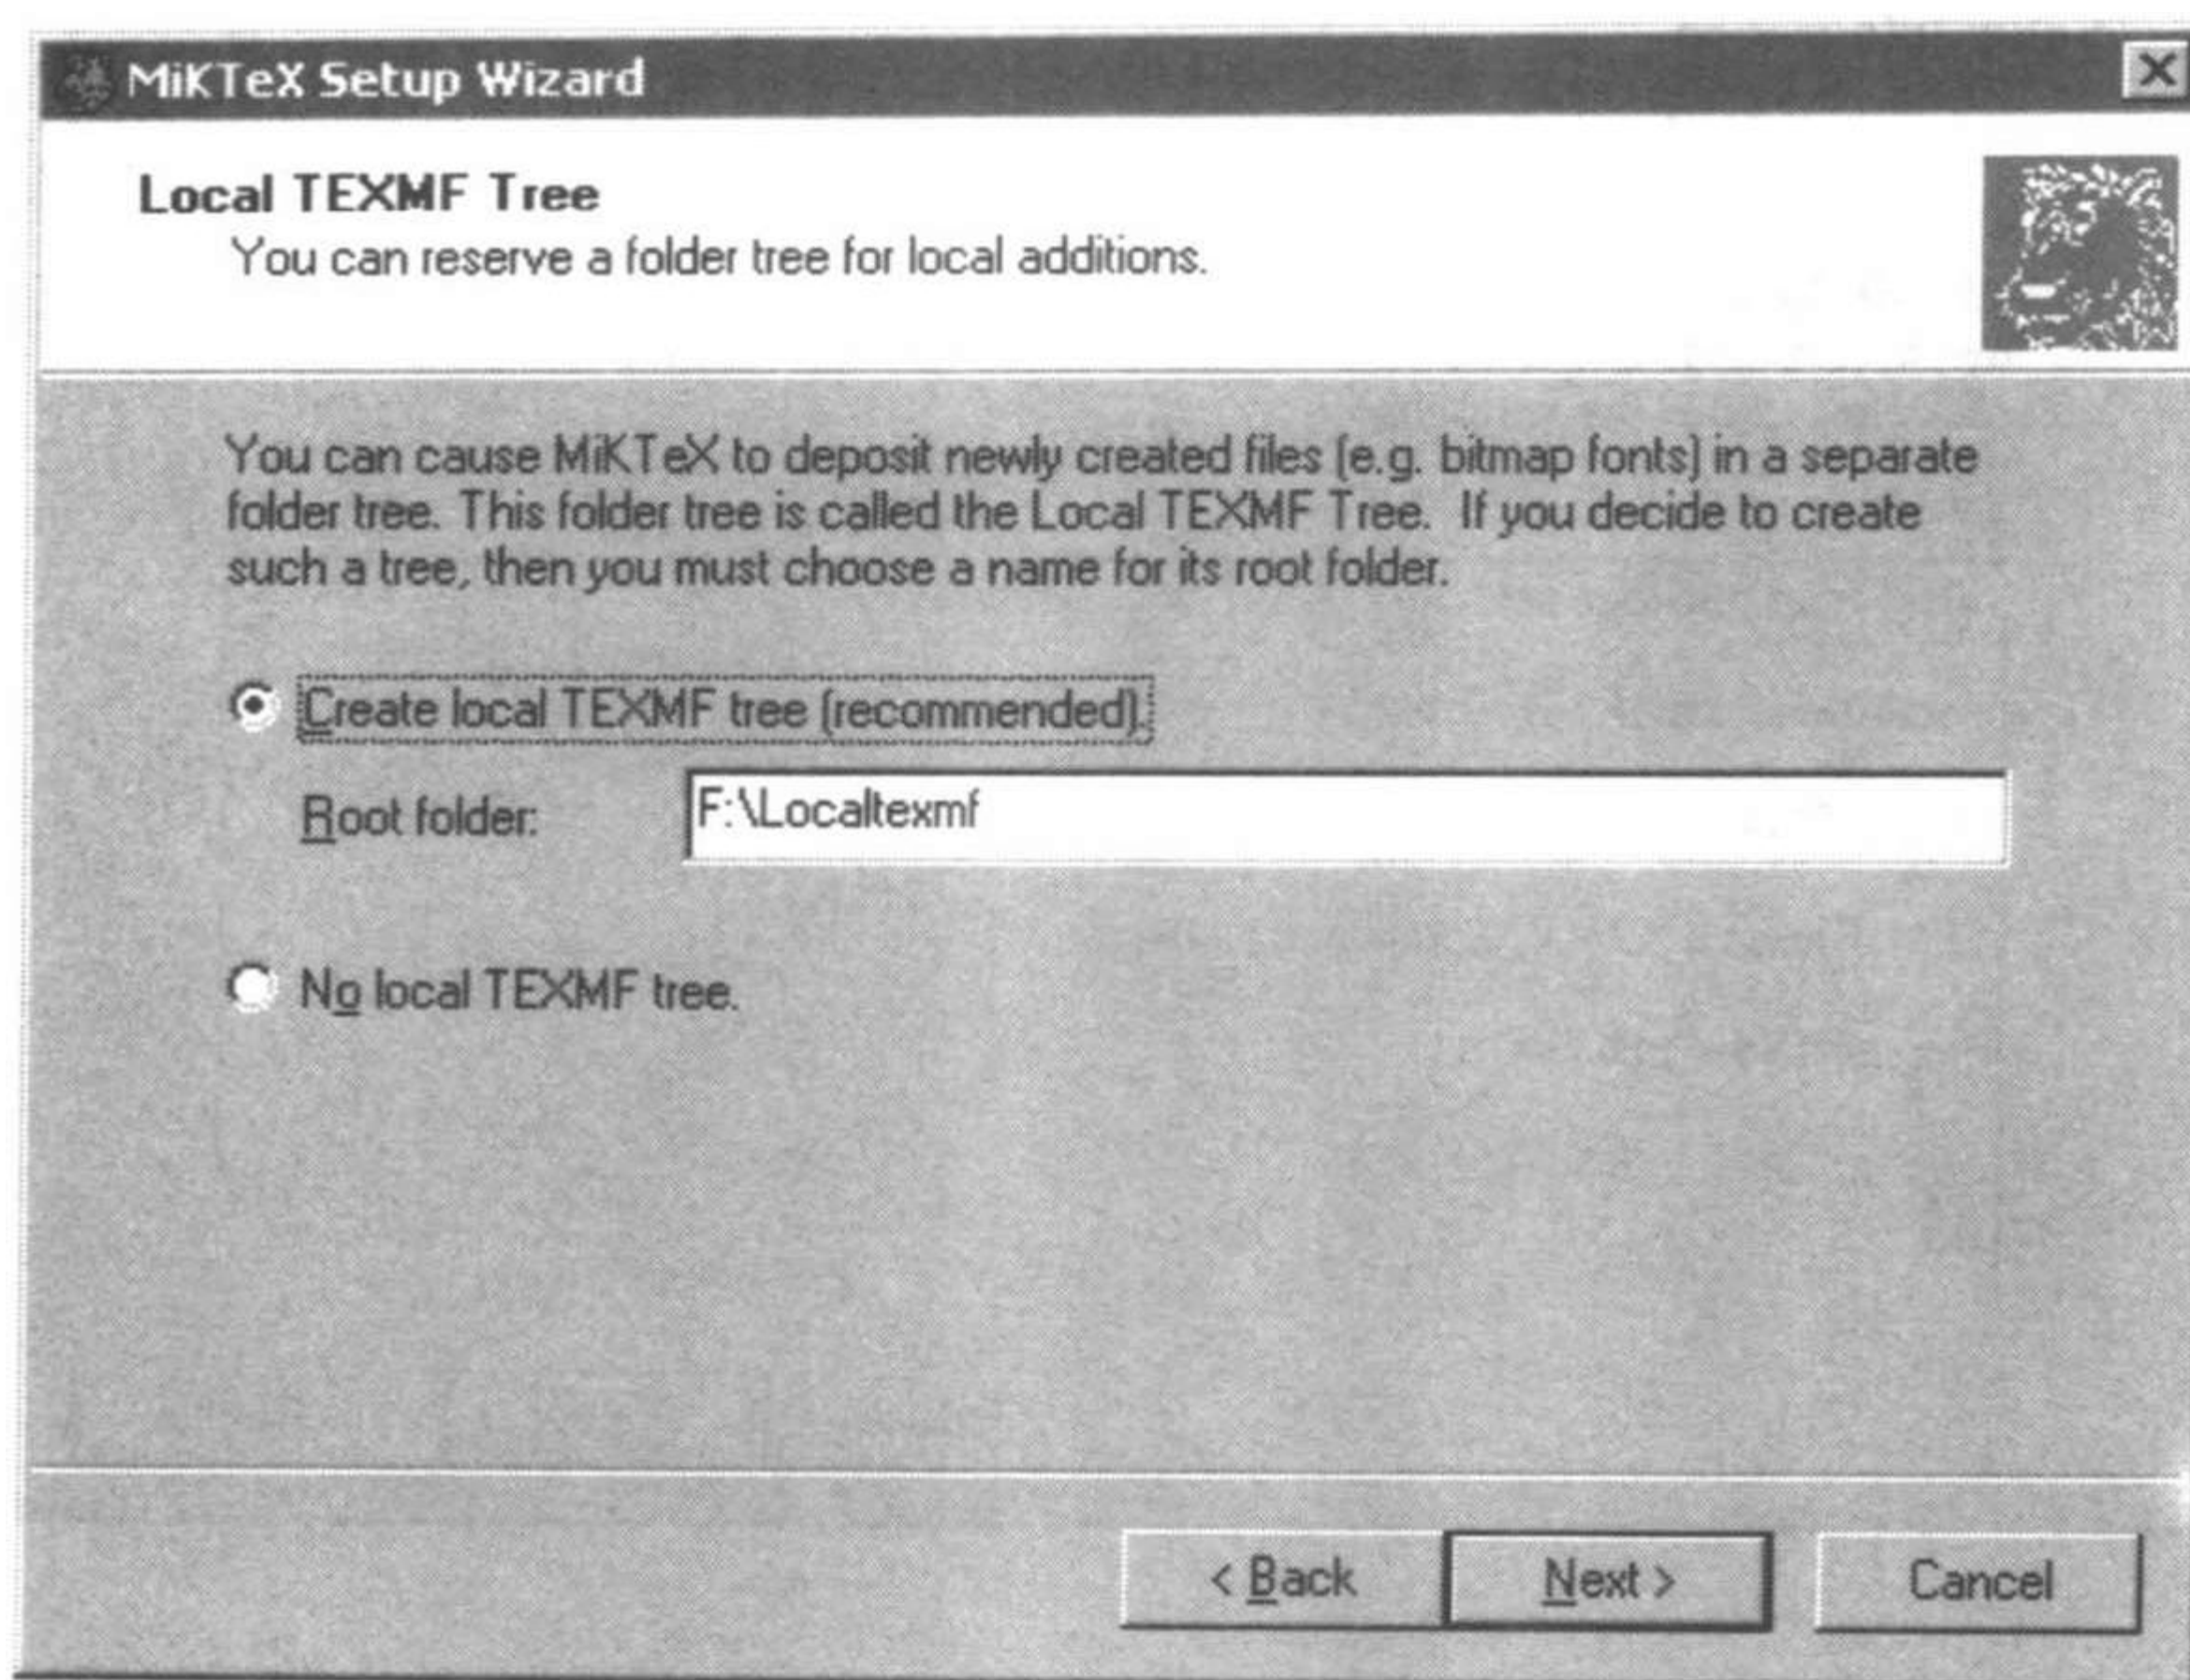 MiKTeX Setup Wizard
Local TEXMF Tree
You can reserve a folder tree for local additions.
You can cause MiKTeX to deposit newly created files (e.g. bitmap fonts) in a separate
folder tree. This folder tree is called the Local TEXMF Tree.  If you decide to create
such a tree, then you must choose a name for its root folder.
Create local TEXMF tree (recommended).
Root folder: F:\Localtexmf
No local TEXMF tree.
< Back Next > Cancel